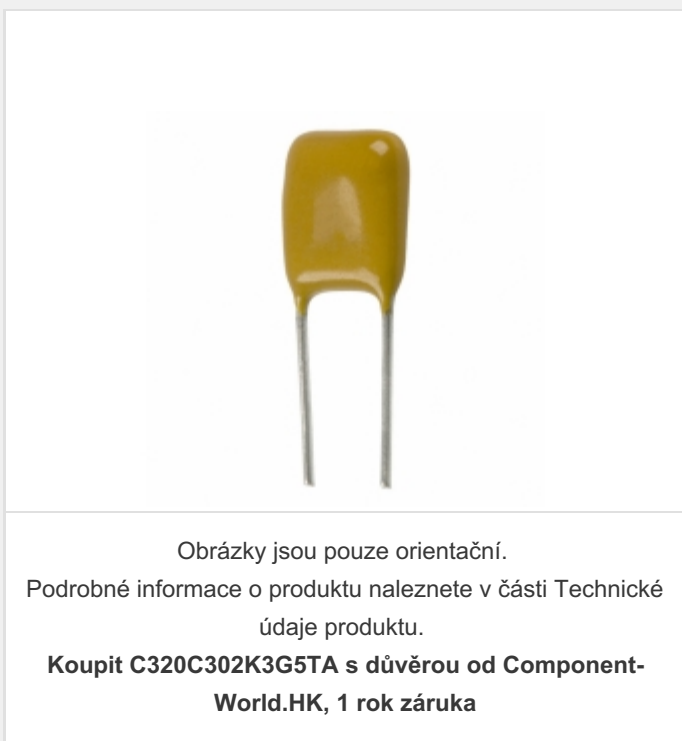 Obrázky jsou pouze orientační.
Podrobné informace o produktu naleznete v části Technické
údaje produktu.
Koupit C320C302K3G5TA s důvěrou od Component-
World.HK, 1 rok záruka